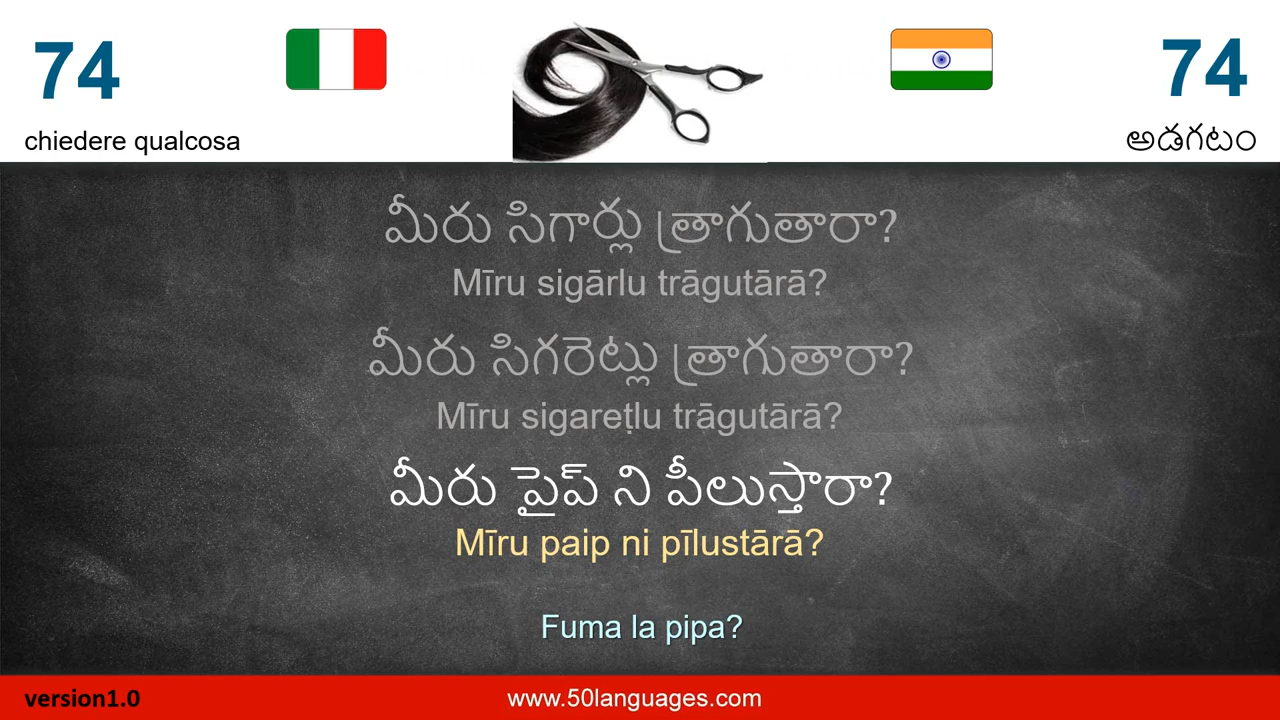 74
74
chiedere qualcosa
అడగటం
మీరు సిగార్లు త్రాగుతారా?
Mīru sigārlu trāgutārā?
మీరు సిగరెట్లు త్రాగుతారా?
Mīru sigareṭlu trāgutārā?
మీరు పైప్ ని పీలుస్తారా?
Mīru paip ni pīlustārā?
Fuma la pipa?
version1.0
www.50languages.com